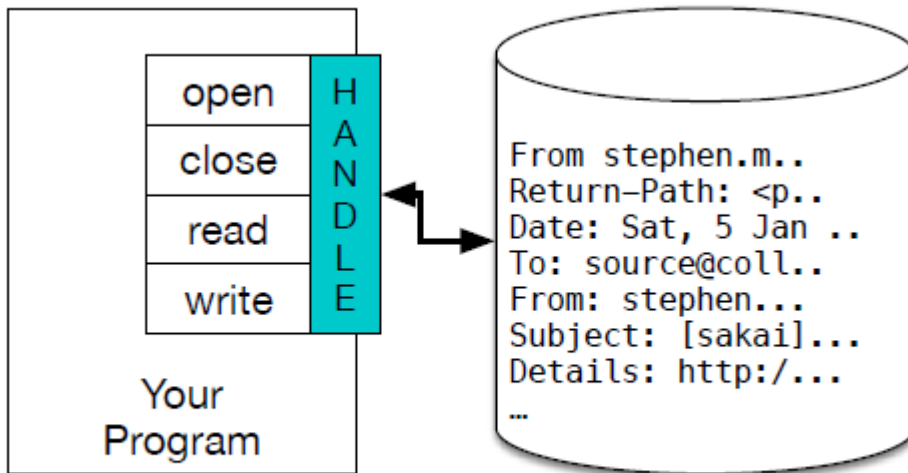 open
close
read
write
HANDLE
Your
Program
From stephen.m..
Return–Path: <p..
Date: Sat, 5 Jan ..
To: source@coll..
From: stephen...
Subject: [sakai]...
Details: http:/...
…